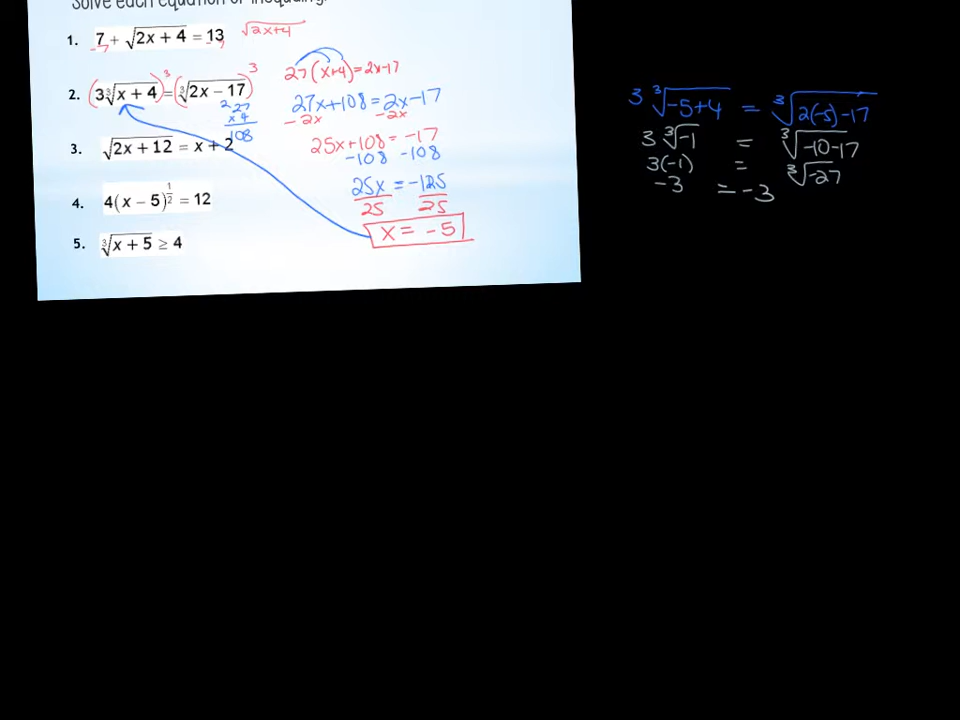 Solve each equation or inequality.
1. 7 + √(2x + 4) = 13 √2x+4
-7 -7
2. (3∛(x + 4))³ = (∛(2x − 17))³
27
x 4
108
3. √(2x + 12) = x + 2
4. 4(x − 5)^(1/2) = 12
5. ∛(x + 5) ≥ 4
27(x+4)=2x-17
27x+108=2x-17
-2x -2x
25x+108=-17
-108 -108
25x=-125
25 25
x = -5
3 ∛(-5+4) = ∛(2(-5)-17)
3 ∛-1 = ∛(-10-17)
3(-1) = ∛-27
-3 = -3